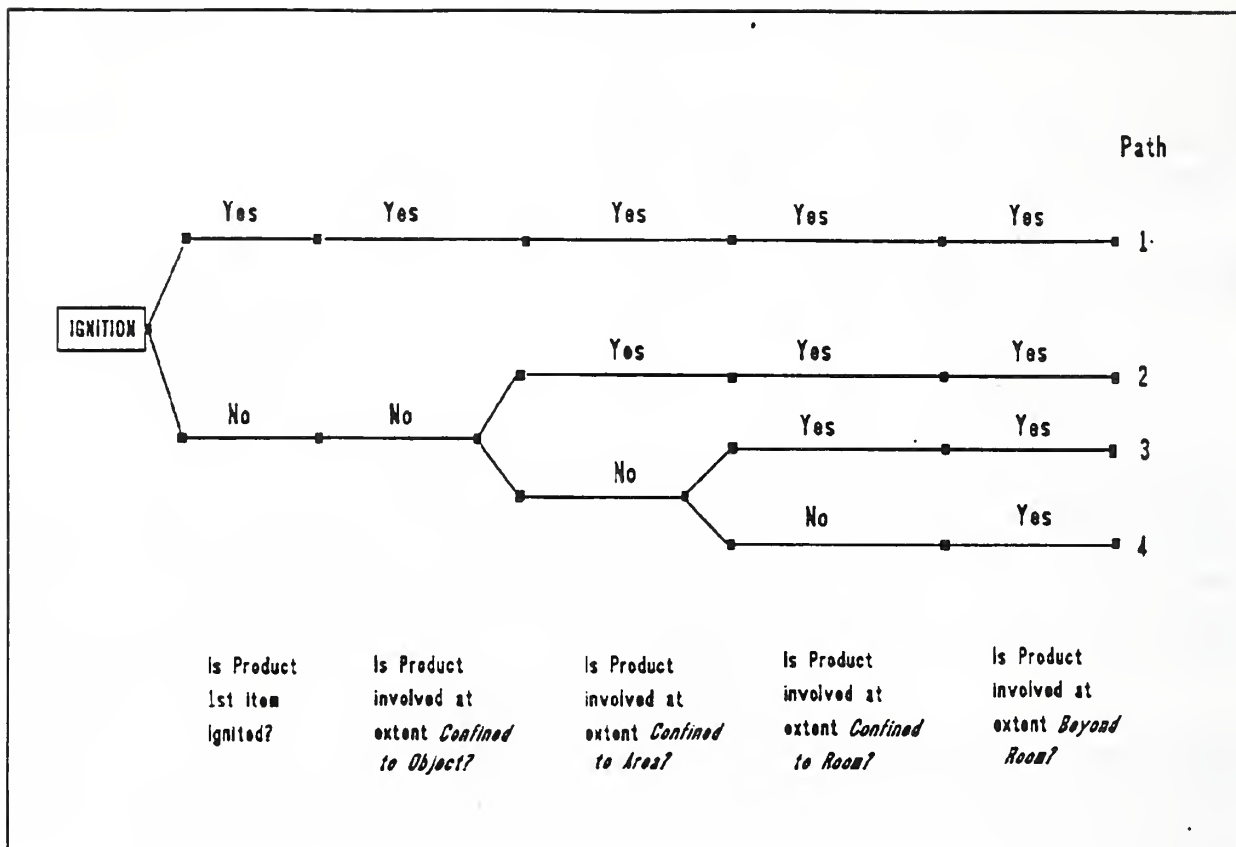 Path
Yes Yes Yes Yes Yes 1
IGNITION
Yes Yes Yes 2
No No
Yes Yes 3
No
No Yes 4
Is Product
1st item
ignited?
Is Product
involved at
extent Confined
to Object?
Is Product
involved at
extent Confined
to Area?
Is Product
involved at
extent Confined
to Room?
Is Product
involved at
extent Beyond
Room?